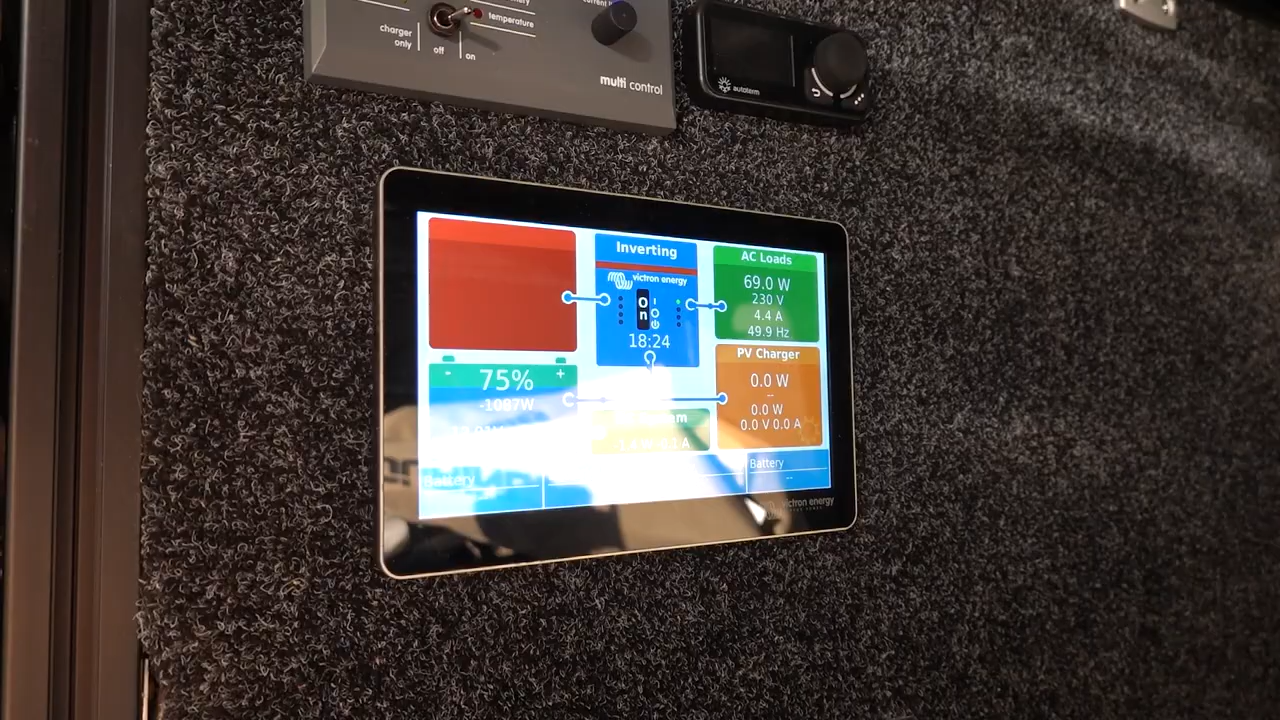 temperature
charger
only
off
on
multi control
autoterm
Inverting
victron energy
On
18:24
AC Loads
69.0 W
230 V
4.4 A
49.9 Hz
PV Charger
0.0 W
--
0.0 W
0.0 V 0.0 A
- 75% +
-1087W
Battery
Battery
--
victron energy